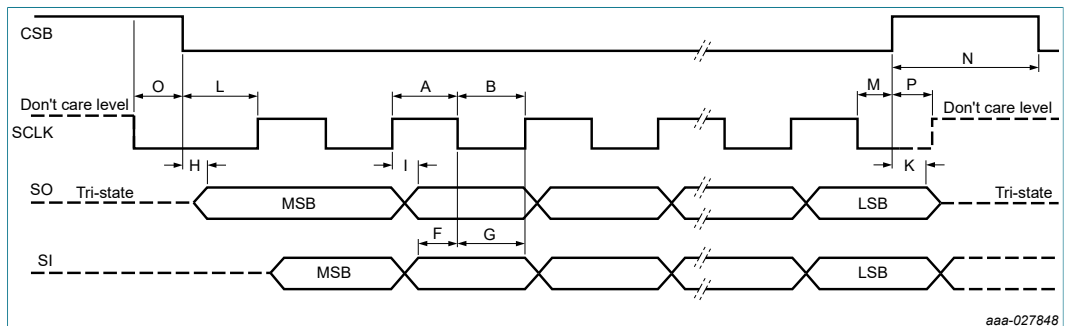 CSB
N
O
L
A
B
M
P
Don't care level
Don't care level
SCLK
H
I
K
SO
Tri-state
MSB
LSB
Tri-state
F
G
SI
MSB
LSB
aaa-027848